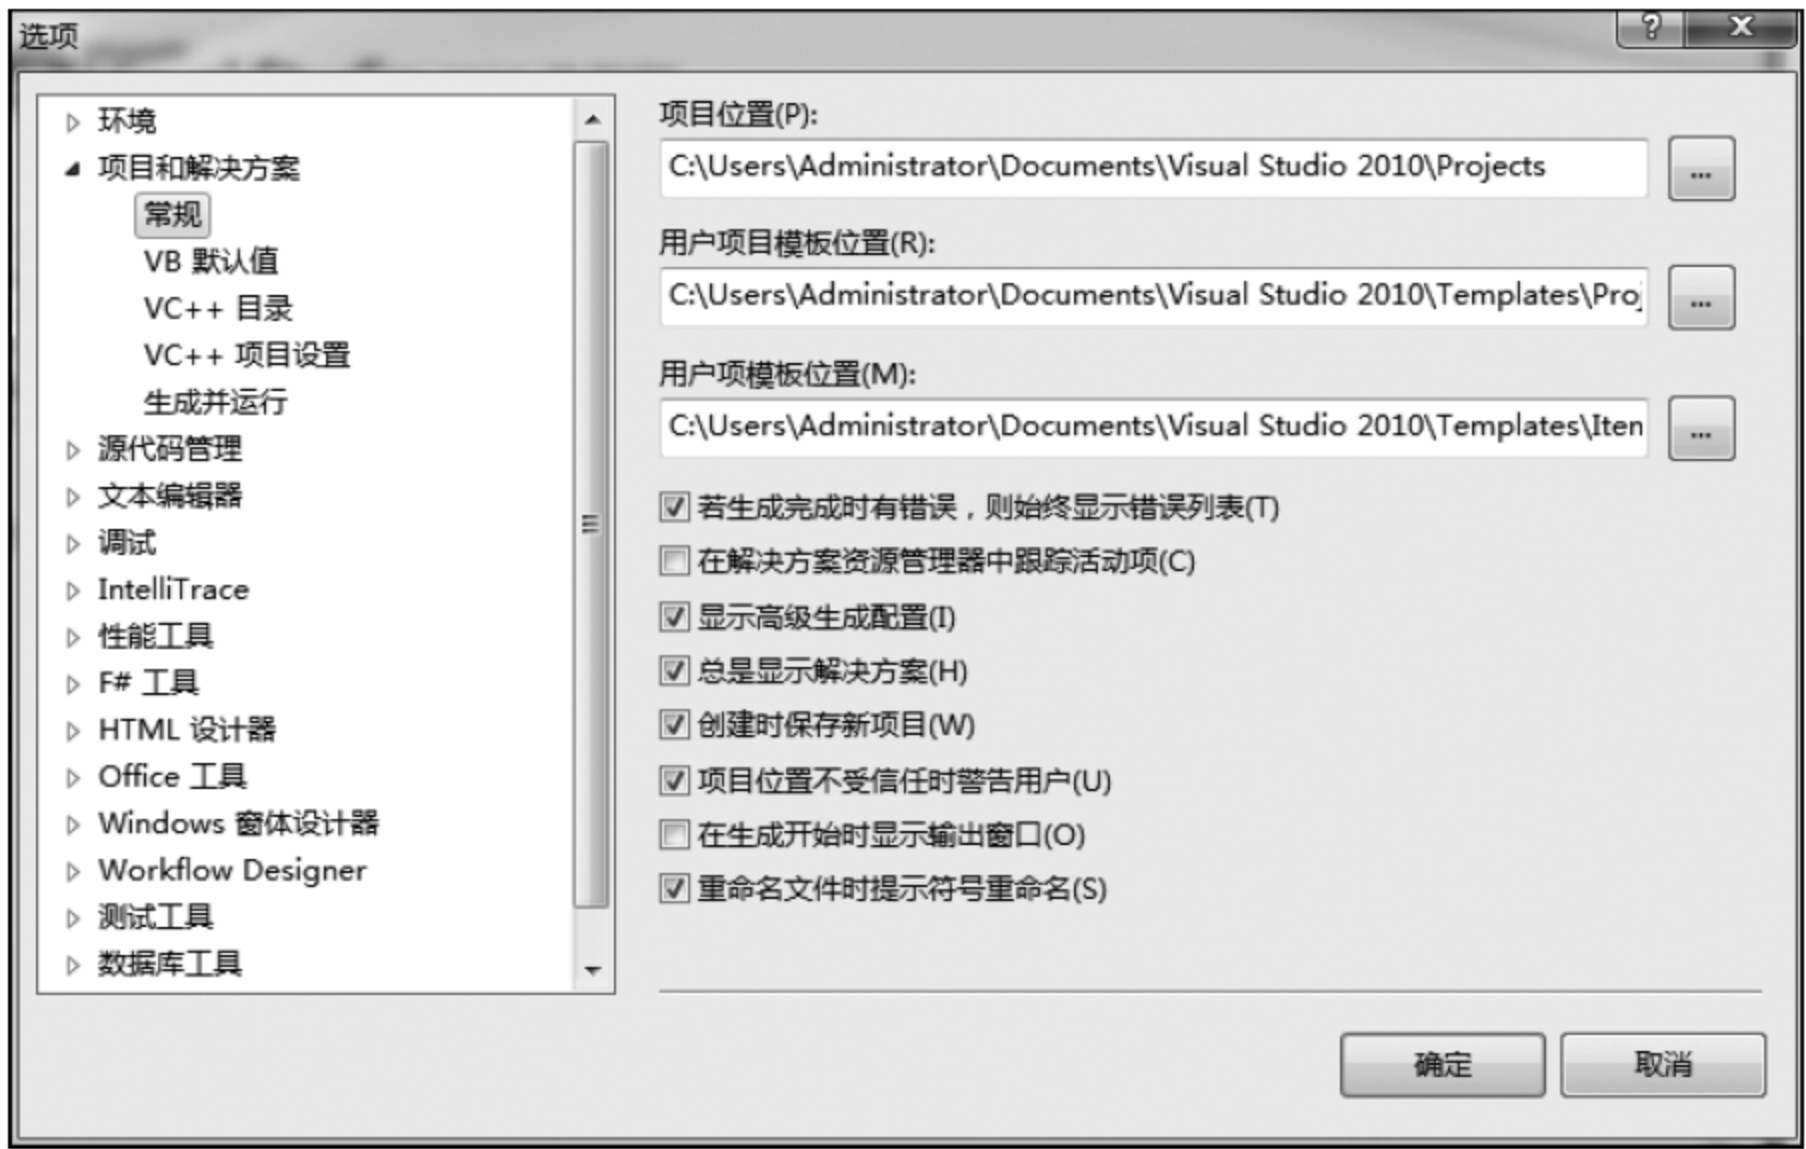 选项
环境
项目和解决方案
常规
VB 默认值
VC++ 目录
VC++ 项目设置
生成并运行
源代码管理
文本编辑器
调试
IntelliTrace
性能工具
F# 工具
HTML 设计器
Office 工具
Windows 窗体设计器
Workflow Designer
测试工具
数据库工具
项目位置(P):
C:\Users\Administrator\Documents\Visual Studio 2010\Projects
...
用户项目模板位置(R):
C:\Users\Administrator\Documents\Visual Studio 2010\Templates\Proj
...
用户项模板位置(M):
C:\Users\Administrator\Documents\Visual Studio 2010\Templates\Iten
...
若生成完成时有错误，则始终显示错误列表(T)
在解决方案资源管理器中跟踪活动项(C)
显示高级生成配置(I)
总是显示解决方案(H)
创建时保存新项目(W)
项目位置不受信任时警告用户(U)
在生成开始时显示输出窗口(O)
重命名文件时提示符号重命名(S)
确定
取消